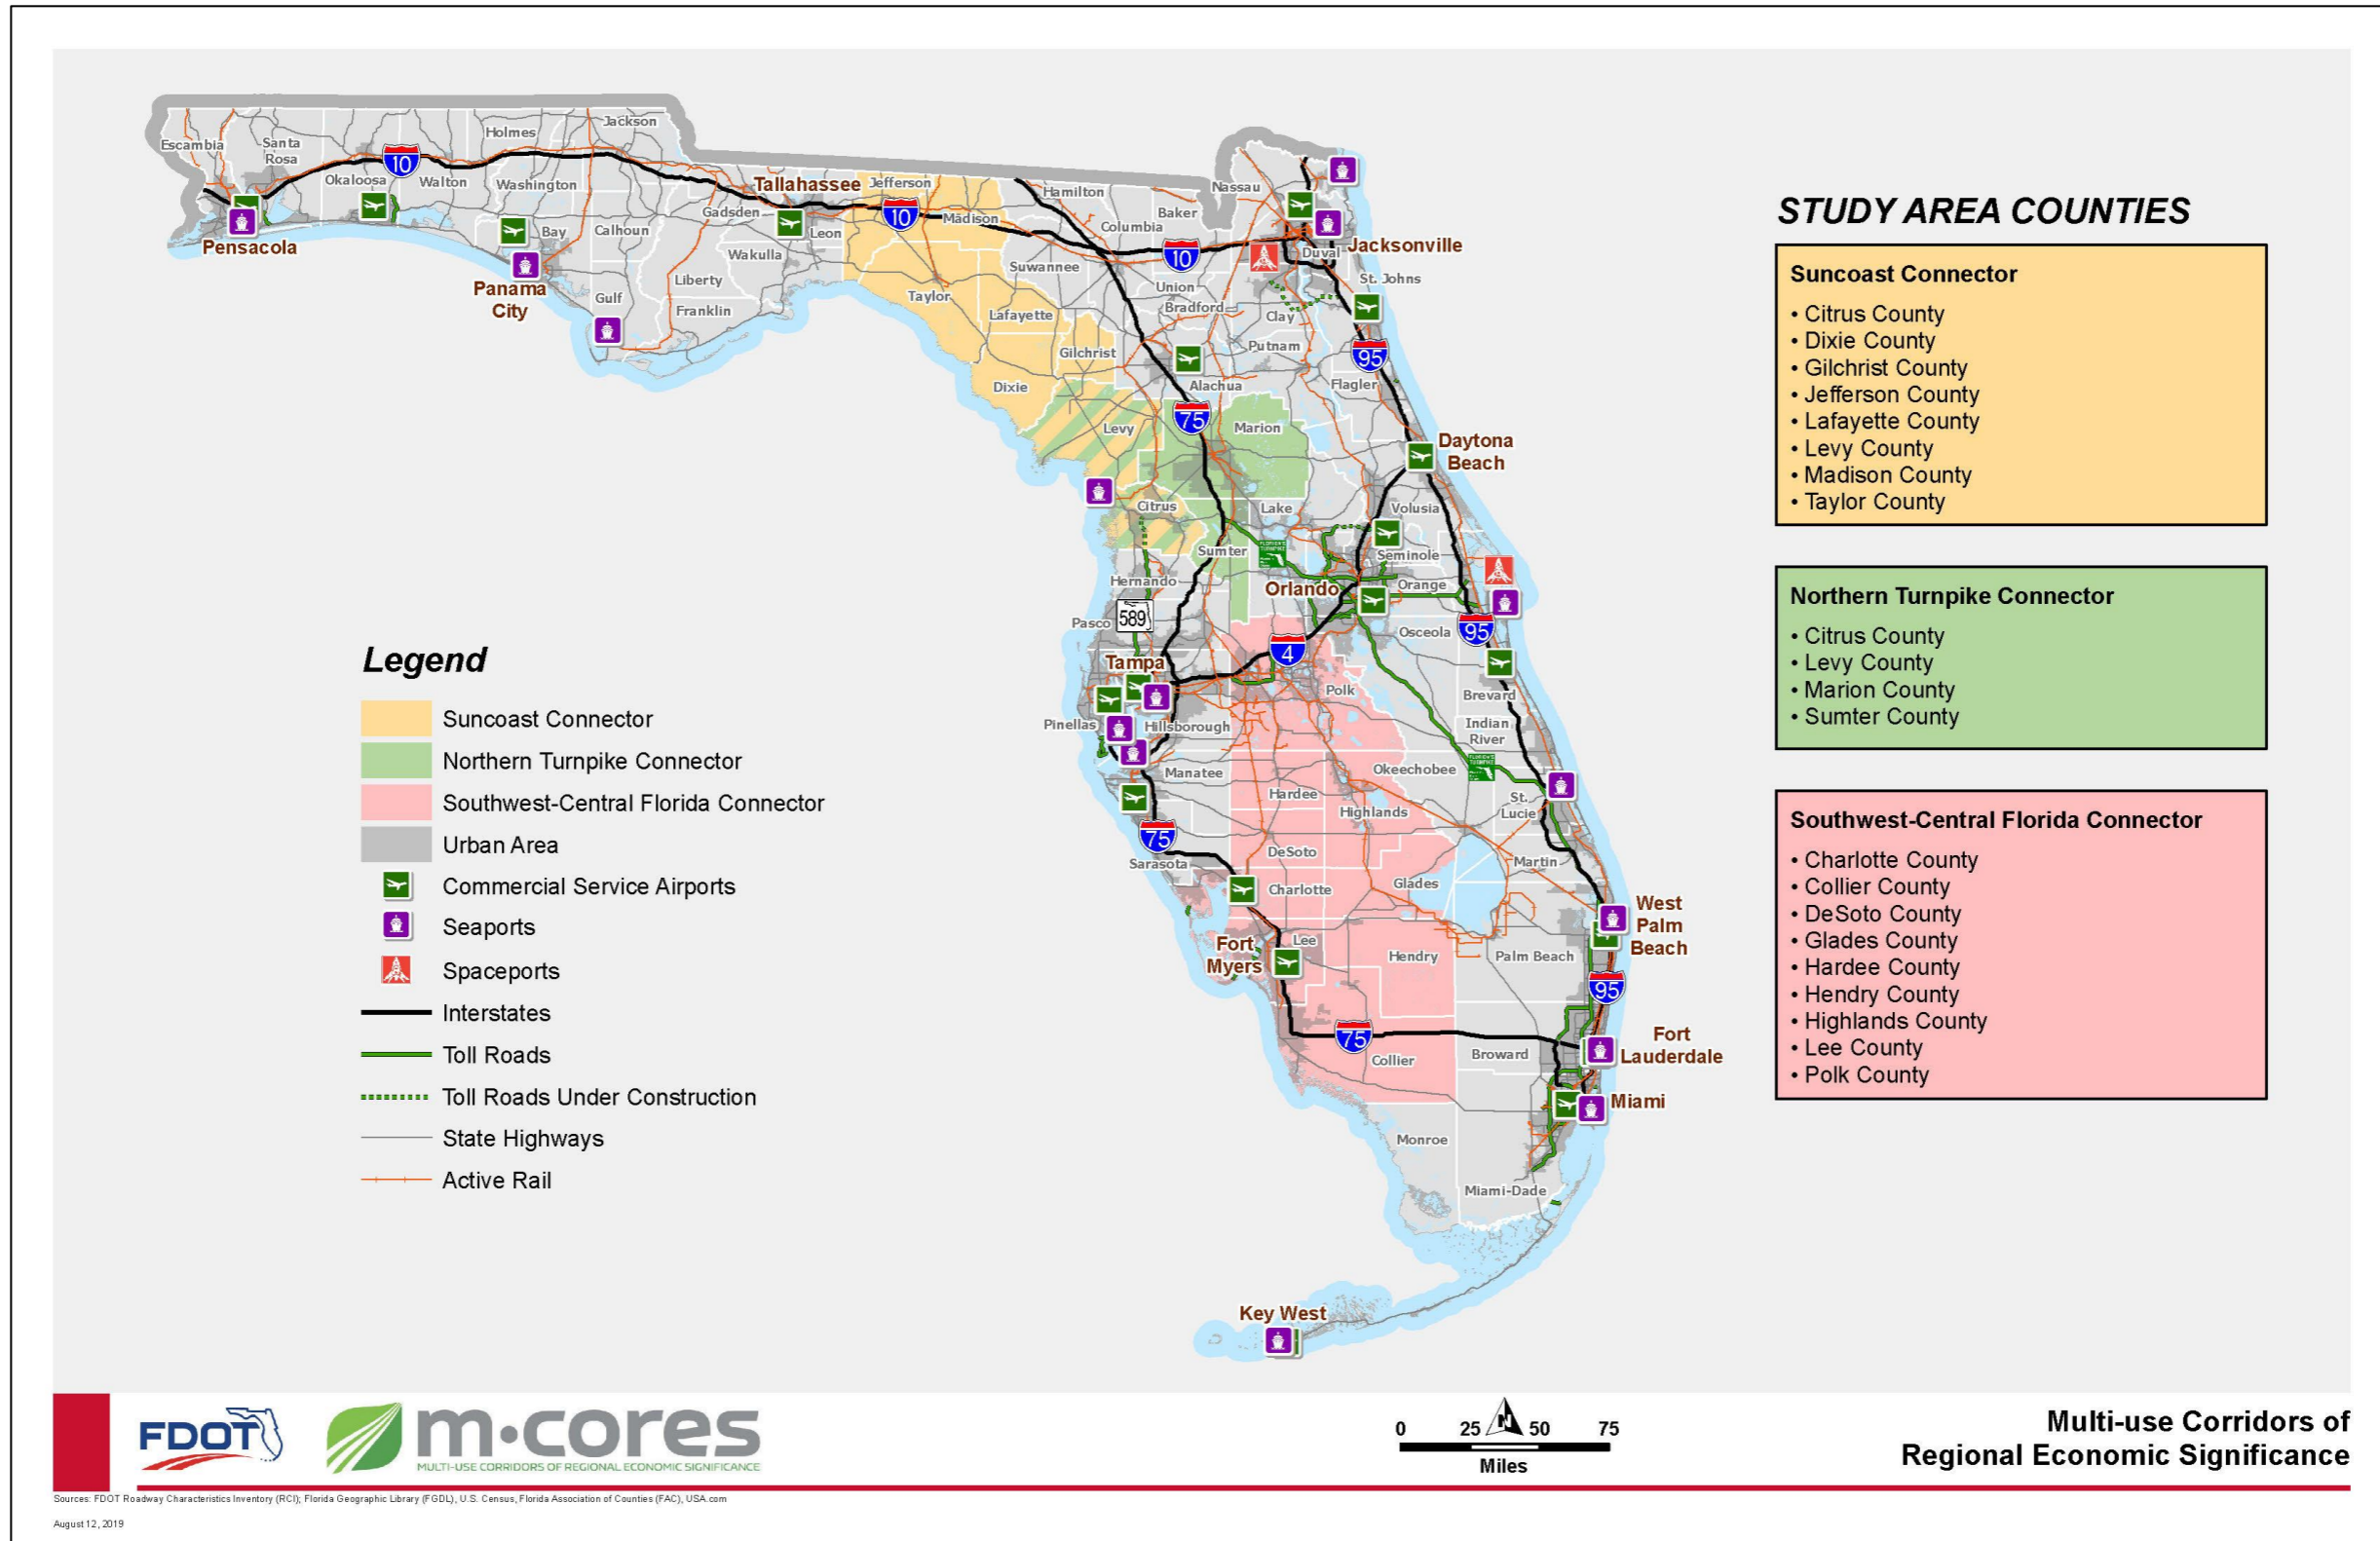 Escambia
Santa
Rosa
Okaloosa
Walton
Holmes
Washington
Jackson
Bay
Calhoun
Gulf
Liberty
Franklin
Gadsden
Wakulla
Leon
Jefferson
Madison
Taylor
Lafayette
Dixie
Gilchrist
Levy
Hamilton
Suwannee
Columbia
Baker
Nassau
Union
Bradford
Duval
Clay
St. Johns
Putnam
Alachua
Flagler
Marion
Citrus
Lake
Volusia
Sumter
Seminole
Hernando
Orange
Pasco
Osceola
Pinellas
Hillsborough
Polk
Brevard
Indian
River
Manatee
Hardee
Okeechobee
Highlands
St.
Lucie
Sarasota
DeSoto
Martin
Charlotte
Glades
Lee
Hendry
Palm Beach
Collier
Broward
Monroe
Miami-Dade
Pensacola
Panama
City
Tallahassee
Jacksonville
Daytona
Beach
Orlando
Tampa
Fort
Myers
West
Palm
Beach
Fort
Lauderdale
Miami
Key West
10
10
10
95
75
589
4
95
75
95
75
FLORIDA'S
TURNPIKE
FLORIDA'S
TURNPIKE
Legend
Suncoast Connector
Northern Turnpike Connector
Southwest-Central Florida Connector
Urban Area
Commercial Service Airports
Seaports
Spaceports
Interstates
Toll Roads
Toll Roads Under Construction
State Highways
Active Rail
STUDY AREA COUNTIES
Suncoast Connector
• Citrus County
• Dixie County
• Gilchrist County
• Jefferson County
• Lafayette County
• Levy County
• Madison County
• Taylor County
Northern Turnpike Connector
• Citrus County
• Levy County
• Marion County
• Sumter County
Southwest-Central Florida Connector
• Charlotte County
• Collier County
• DeSoto County
• Glades County
• Hardee County
• Hendry County
• Highlands County
• Lee County
• Polk County
FDOT
m•cores
MULTI-USE CORRIDORS OF REGIONAL ECONOMIC SIGNIFICANCE
0 25 N 50 75
Miles
Multi-use Corridors of
Regional Economic Significance
Sources: FDOT Roadway Characteristics Inventory (RCI); Florida Geographic Library (FGDL), U.S. Census, Florida Association of Counties (FAC), USA.com
August 12, 2019